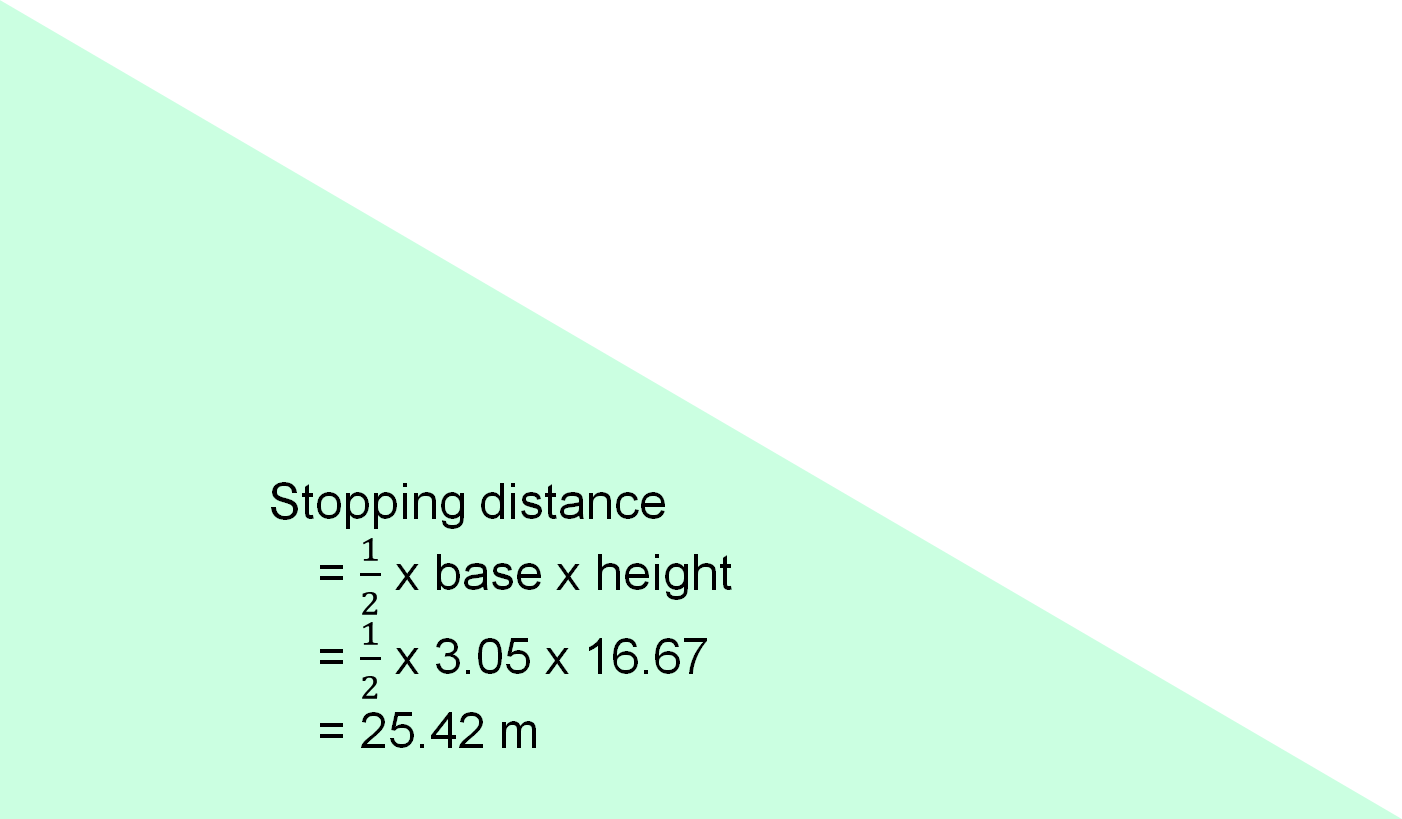 Stopping distance
= 1/2 x base x height
= 1/2 x 3.05 x 16.67
= 25.42 m